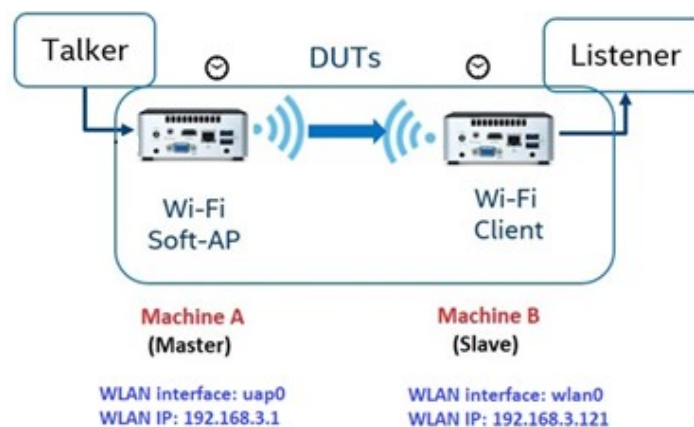 Talker
DUTs
Listener
Wi-Fi
Soft-AP
Wi-Fi
Client
Machine A
(Master)
Machine B
(Slave)
WLAN interface: uap0
WLAN IP: 192.168.3.1
WLAN interface: wlan0
WLAN IP: 192.168.3.121